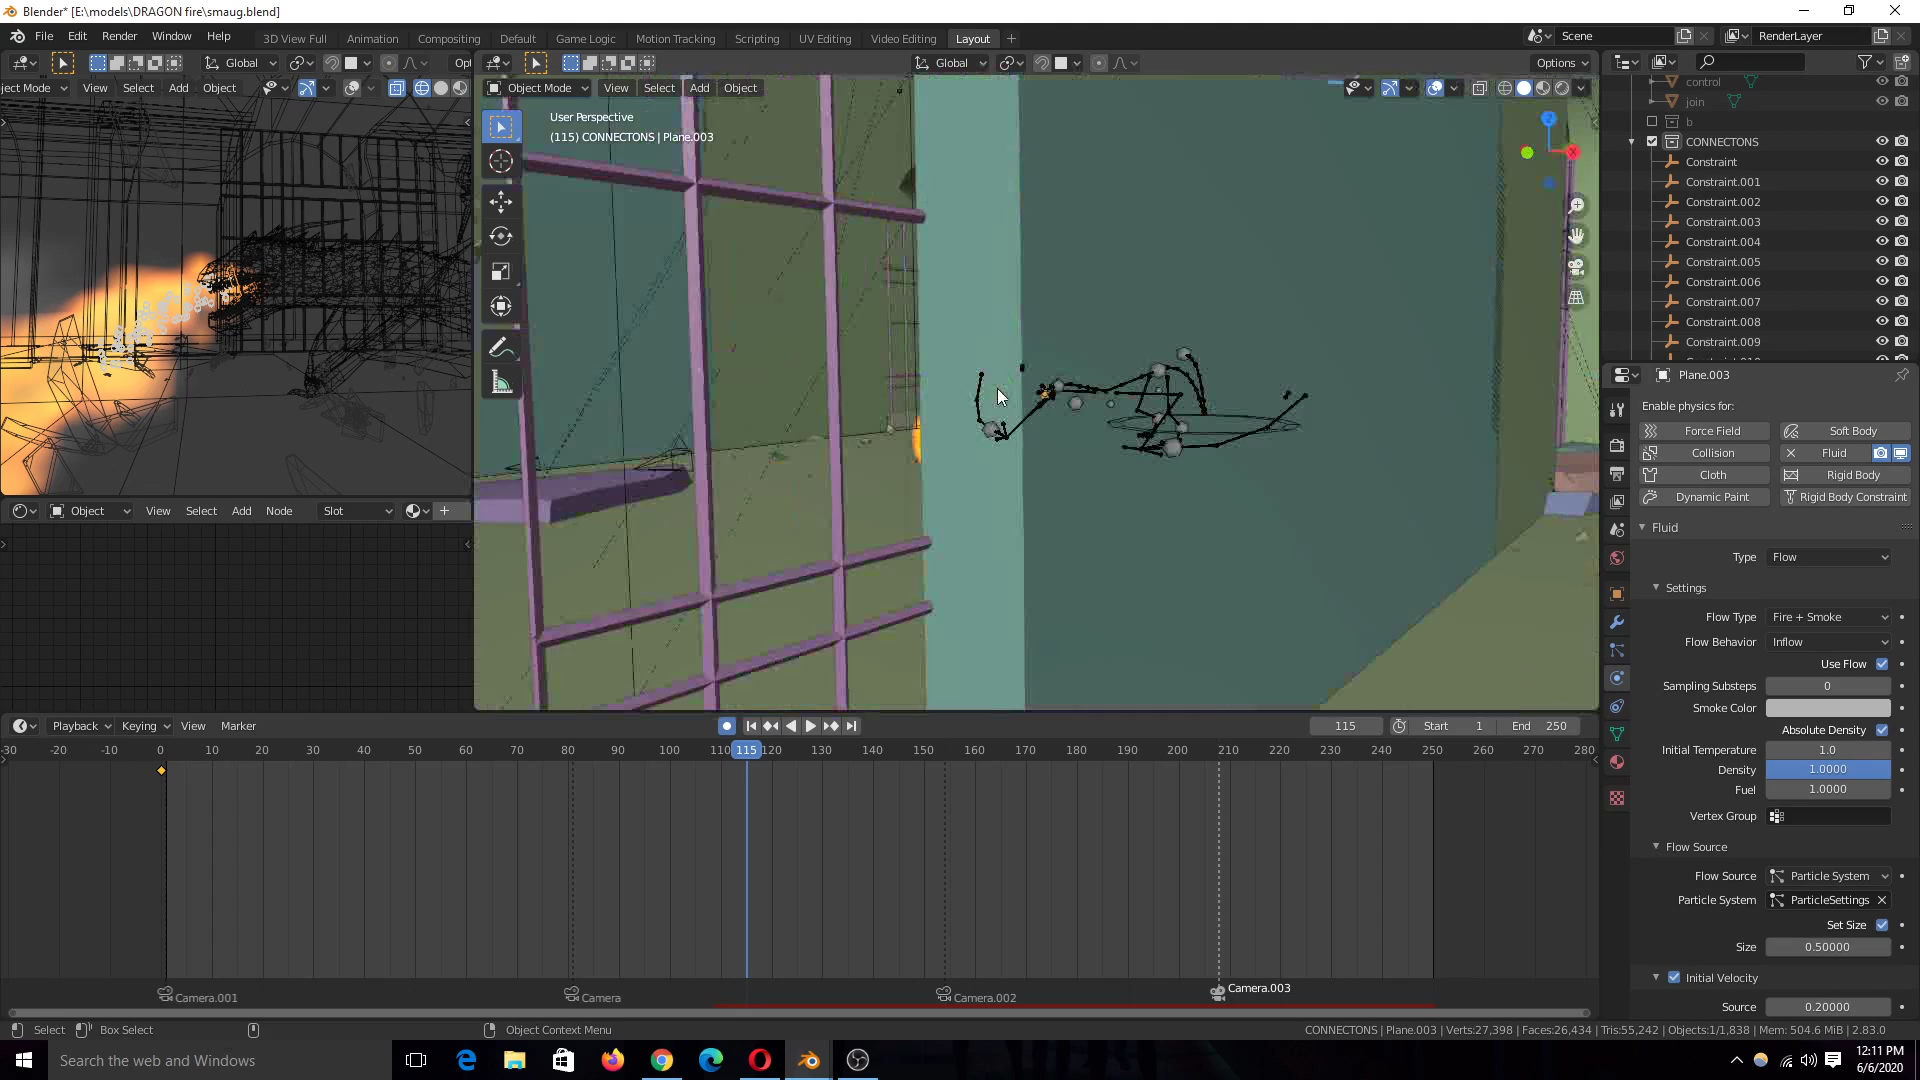 Blender* [E:\models\DRAGON fire\smaug.blend]
File Edit Render Window Help 3D View Full Animation Compositing Default Game Logic Motion Tracking Scripting UV Editing Video Editing Layout Scene RenderLayer
Global Opt Global Options
ject Mode View Select Add Object Object Mode View Select Add Object
User Perspective
(115) CONNECTONS | Plane.003
Z
X
control
join
b
CONNECTONS
Constraint
Constraint.001
Constraint.002
Constraint.003
Constraint.004
Constraint.005
Constraint.006
Constraint.007
Constraint.008
Constraint.009
Plane.003
Enable physics for:
Force Field Soft Body
Collision Fluid
Cloth Rigid Body
Dynamic Paint Rigid Body Constraint
Fluid
Type Flow
Settings
Flow Type Fire + Smoke
Flow Behavior Inflow
Use Flow
Sampling Substeps 0
Smoke Color
Absolute Density
Initial Temperature 1.0
Density 1.0000
Fuel 1.0000
Vertex Group
Flow Source
Flow Source Particle System
Particle System ParticleSettings
Set Size
Size 0.50000
Initial Velocity
Source 0.20000
Object View Select Add Node Slot
Playback Keying View Marker 115 Start 1 End 250
-30 -20 -10 0 10 20 30 40 50 60 70 80 90 100 110 115 120 130 140 150 160 170 180 190 200 210 220 230 240 250 260 270 280
Camera.001 Camera Camera.002 Camera.003
Select Box Select Object Context Menu CONNECTONS | Plane.003 | Verts:27,398 | Faces:26,434 | Tris:55,242 | Objects:1/1,838 | Mem: 504.6 MiB | 2.83.0
Search the web and Windows
12:11 PM
6/6/2020